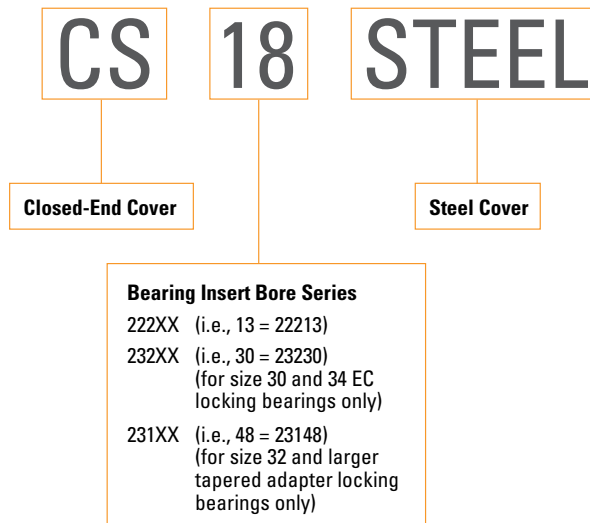 CS 18 STEEL
Closed-End Cover
Steel Cover
Bearing Insert Bore Series
222XX (i.e., 13 = 22213)
232XX (i.e., 30 = 23230)
(for size 30 and 34 EC
locking bearings only)
231XX (i.e., 48 = 23148)
(for size 32 and larger
tapered adapter locking
bearings only)